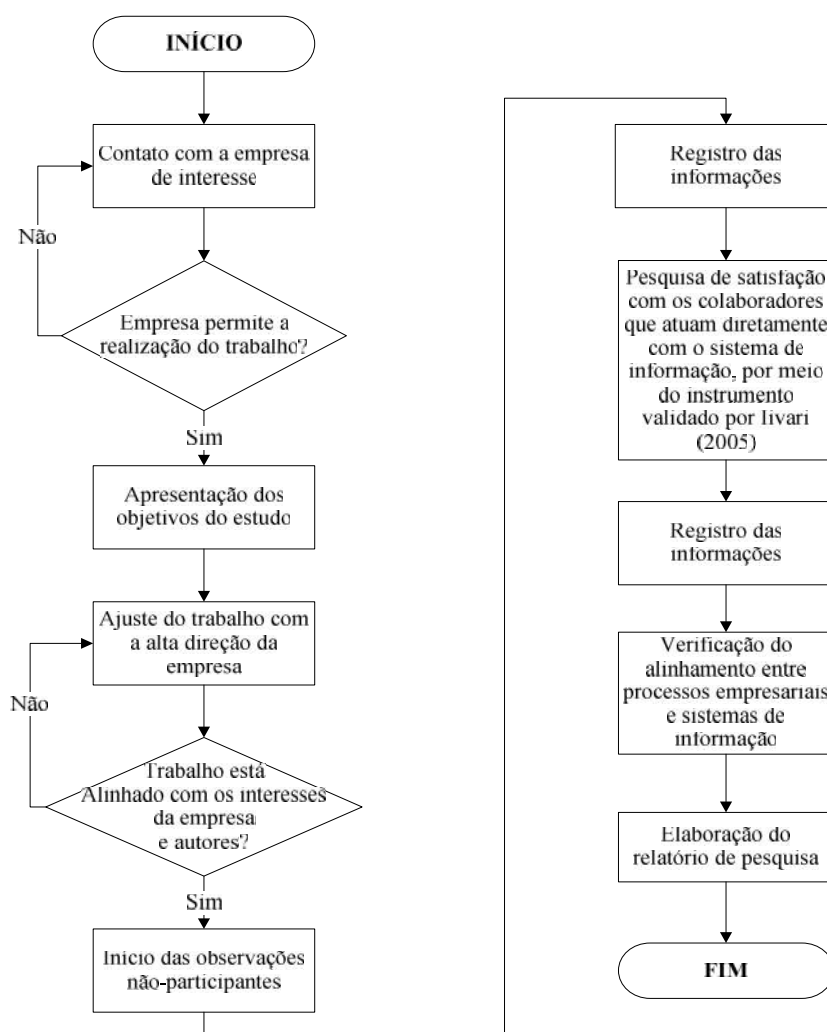 INÍCIO
Contato com a empresa
de interesse
Não
Empresa permite a
realização do trabalho?
Sim
Apresentação dos
objetivos do estudo
Ajuste do trabalho com
a alta direção da
empresa
Não
Trabalho está
Alinhado com os interesses
da empresa
e autores?
Sim
Início das observações
não-participantes
Registro das
informações
Pesquisa de satisfação
com os colaboradores
que atuam diretamente
com o sistema de
informação, por meio
do instrumento
validado por Iivari
(2005)
Registro das
informações
Verificação do
alinhamento entre
processos empresariais
e sistemas de
informação
Elaboração do
relatório de pesquisa
FIM